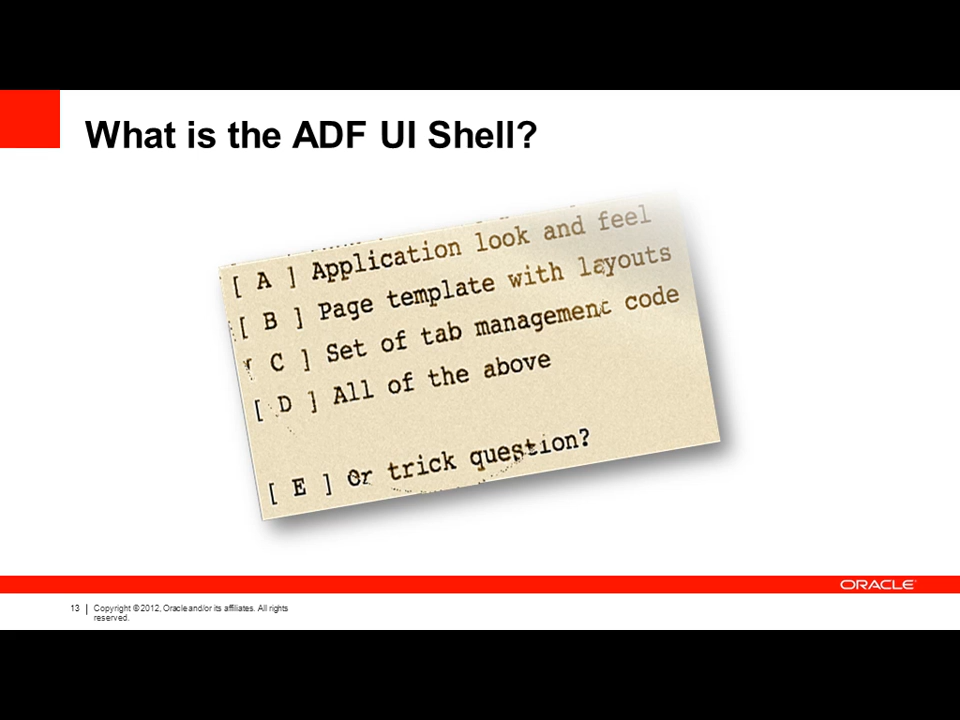 What is the ADF UI Shell?
[ A ] Application look and feel
[ B ] Page template with layouts
[ C ] Set of tab management code
[ D ] All of the above
[ E ] Or trick question?
ORACLE
13 | Copyright © 2012, Oracle and/or its affiliates. All rights
reserved.